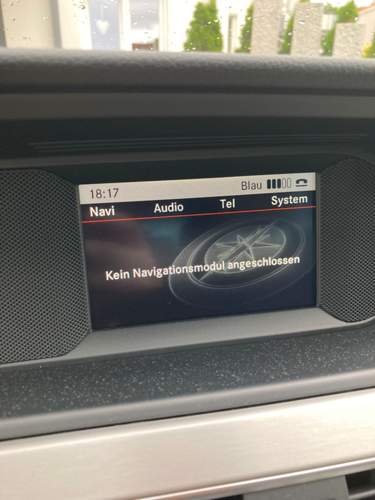 18:17 Blau
Navi Audio Tel System
Kein Navigationsmodul angeschlossen